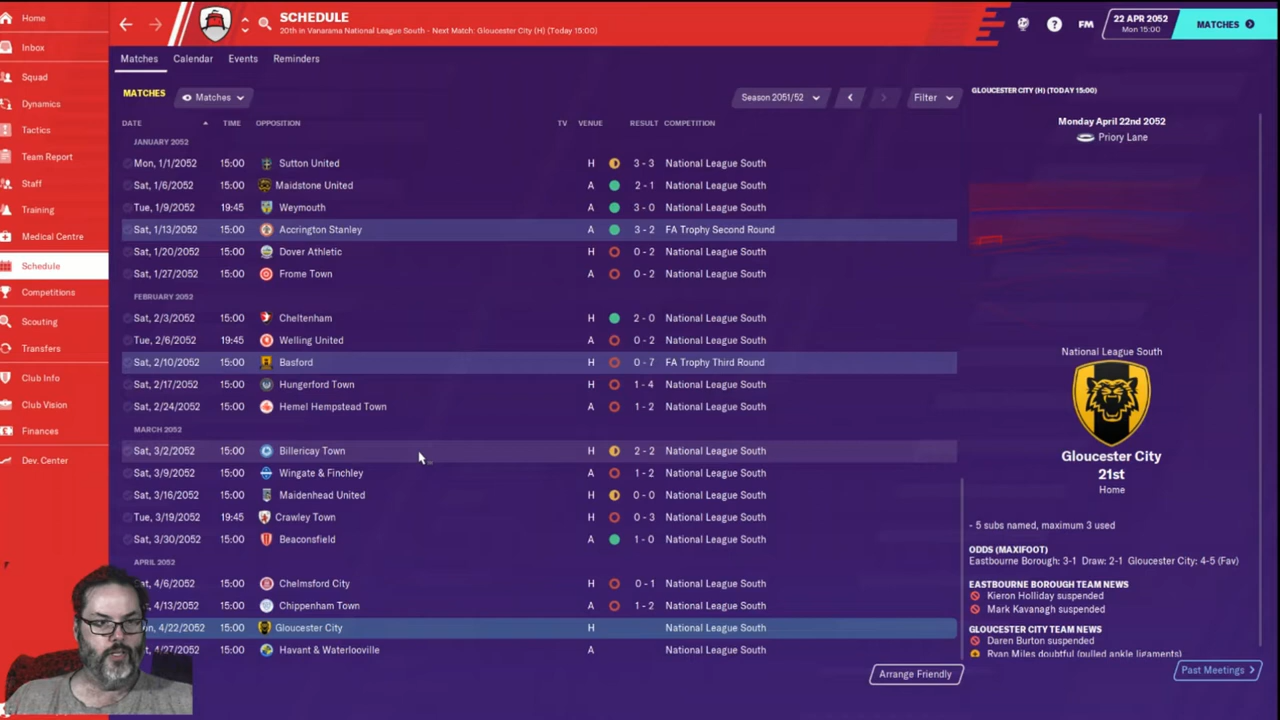 Home
Inbox
Squad
Dynamics
Tactics
Team Report
Staff
Training
Medical Centre
Schedule
Competitions
Scouting
Transfers
Club Info
Club Vision
Finances
Dev. Center
SCHEDULE
20th in Vanarama National League South - Next Match: Gloucester City (H) (Today 15:00)
FM
22 APR 2052
Mon 15:00
MATCHES
Matches Calendar Events Reminders
MATCHES Matches Season 2051/52 Filter
DATE TIME OPPOSITION TV VENUE RESULT COMPETITION
JANUARY 2052
Mon, 1/1/2052 15:00 Sutton United H 3 - 3 National League South
Sat, 1/6/2052 15:00 Maidstone United A 2 - 1 National League South
Tue, 1/9/2052 19:45 Weymouth A 3 - 0 National League South
Sat, 1/13/2052 15:00 Accrington Stanley A 3 - 2 FA Trophy Second Round
Sat, 1/20/2052 15:00 Dover Athletic H 0 - 2 National League South
Sat, 1/27/2052 15:00 Frome Town A 0 - 2 National League South
FEBRUARY 2052
Sat, 2/3/2052 15:00 Cheltenham H 2 - 0 National League South
Tue, 2/6/2052 19:45 Welling United A 0 - 2 National League South
Sat, 2/10/2052 15:00 Basford H 0 - 7 FA Trophy Third Round
Sat, 2/17/2052 15:00 Hungerford Town H 1 - 4 National League South
Sat, 2/24/2052 15:00 Hemel Hempstead Town A 1 - 2 National League South
MARCH 2052
Sat, 3/2/2052 15:00 Billericay Town H 2 - 2 National League South
Sat, 3/9/2052 15:00 Wingate & Finchley A 1 - 2 National League South
Sat, 3/16/2052 15:00 Maidenhead United H 0 - 0 National League South
Tue, 3/19/2052 19:45 Crawley Town H 0 - 3 National League South
Sat, 3/30/2052 15:00 Beaconsfield A 1 - 0 National League South
APRIL 2052
4/6/2052 15:00 Chelmsford City H 0 - 1 National League South
4/13/2052 15:00 Chippenham Town A 1 - 2 National League South
4/22/2052 15:00 Gloucester City H National League South
4/27/2052 15:00 Havant & Waterlooville A National League South
Arrange Friendly
GLOUCESTER CITY (H) (TODAY 15:00)
Monday April 22nd 2052
Priory Lane
National League South
Gloucester City
21st
Home
- 5 subs named, maximum 3 used
ODDS (MAXIFOOT)
Eastbourne Borough: 3-1 Draw: 2-1 Gloucester City: 4-5 (Fav)
EASTBOURNE BOROUGH TEAM NEWS
Kieron Holliday suspended
Mark Kavanagh suspended
GLOUCESTER CITY TEAM NEWS
Daren Burton suspended
Ryan Miles doubtful (pulled ankle ligaments)
Past Meetings